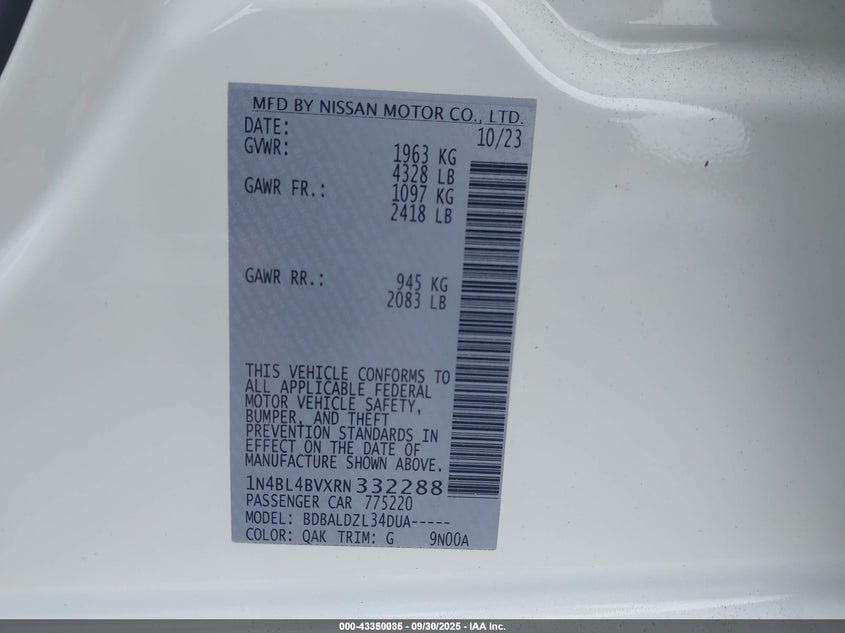 MFD BY NISSAN MOTOR CO., LTD.
DATE: 10/23
GVWR: 1963 KG
4328 LB
GAWR FR.: 1097 KG
2418 LB
GAWR RR.: 945 KG
2083 LB
THIS VEHICLE CONFORMS TO
ALL APPLICABLE FEDERAL
MOTOR VEHICLE SAFETY,
BUMPER, AND THEFT
PREVENTION STANDARDS IN
EFFECT ON THE DATE OF
MANUFACTURE SHOWN ABOVE.
1N4BL4BVXRN332288
PASSENGER CAR 775220
MODEL: BDBALDZL34DUA-----
COLOR: QAK TRIM: G 9N00A
000-43350035 - 09/30/2025 - IAA Inc.